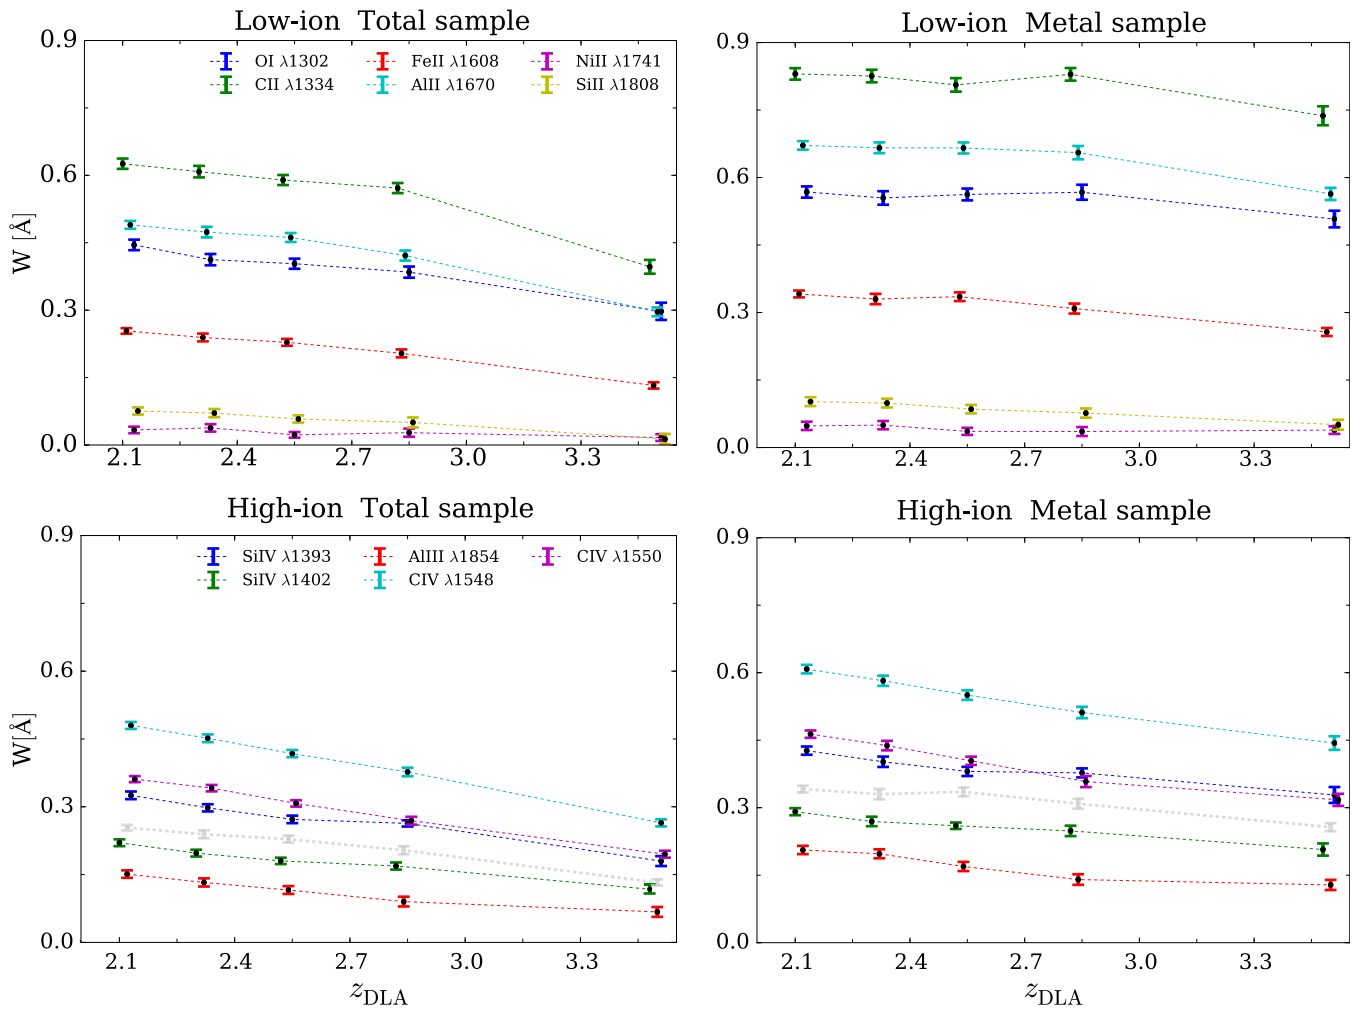 Low-ion Total sample
0.9
OI λ1302
FeII λ1608
NiII λ1741
CII λ1334
AlII λ1670
SiII λ1808
0.6
W [Å]
0.3
0.0
2.1 2.4 2.7 3.0 3.3
Low-ion Metal sample
0.9
0.6
0.3
0.0
2.1 2.4 2.7 3.0 3.3
High-ion Total sample
0.9
SiIV λ1393
AlIII λ1854
CIV λ1550
SiIV λ1402
CIV λ1548
0.6
W[Å]
0.3
0.0
2.1 2.4 2.7 3.0 3.3
z_DLA
High-ion Metal sample
0.9
0.6
0.3
0.0
2.1 2.4 2.7 3.0 3.3
z_DLA